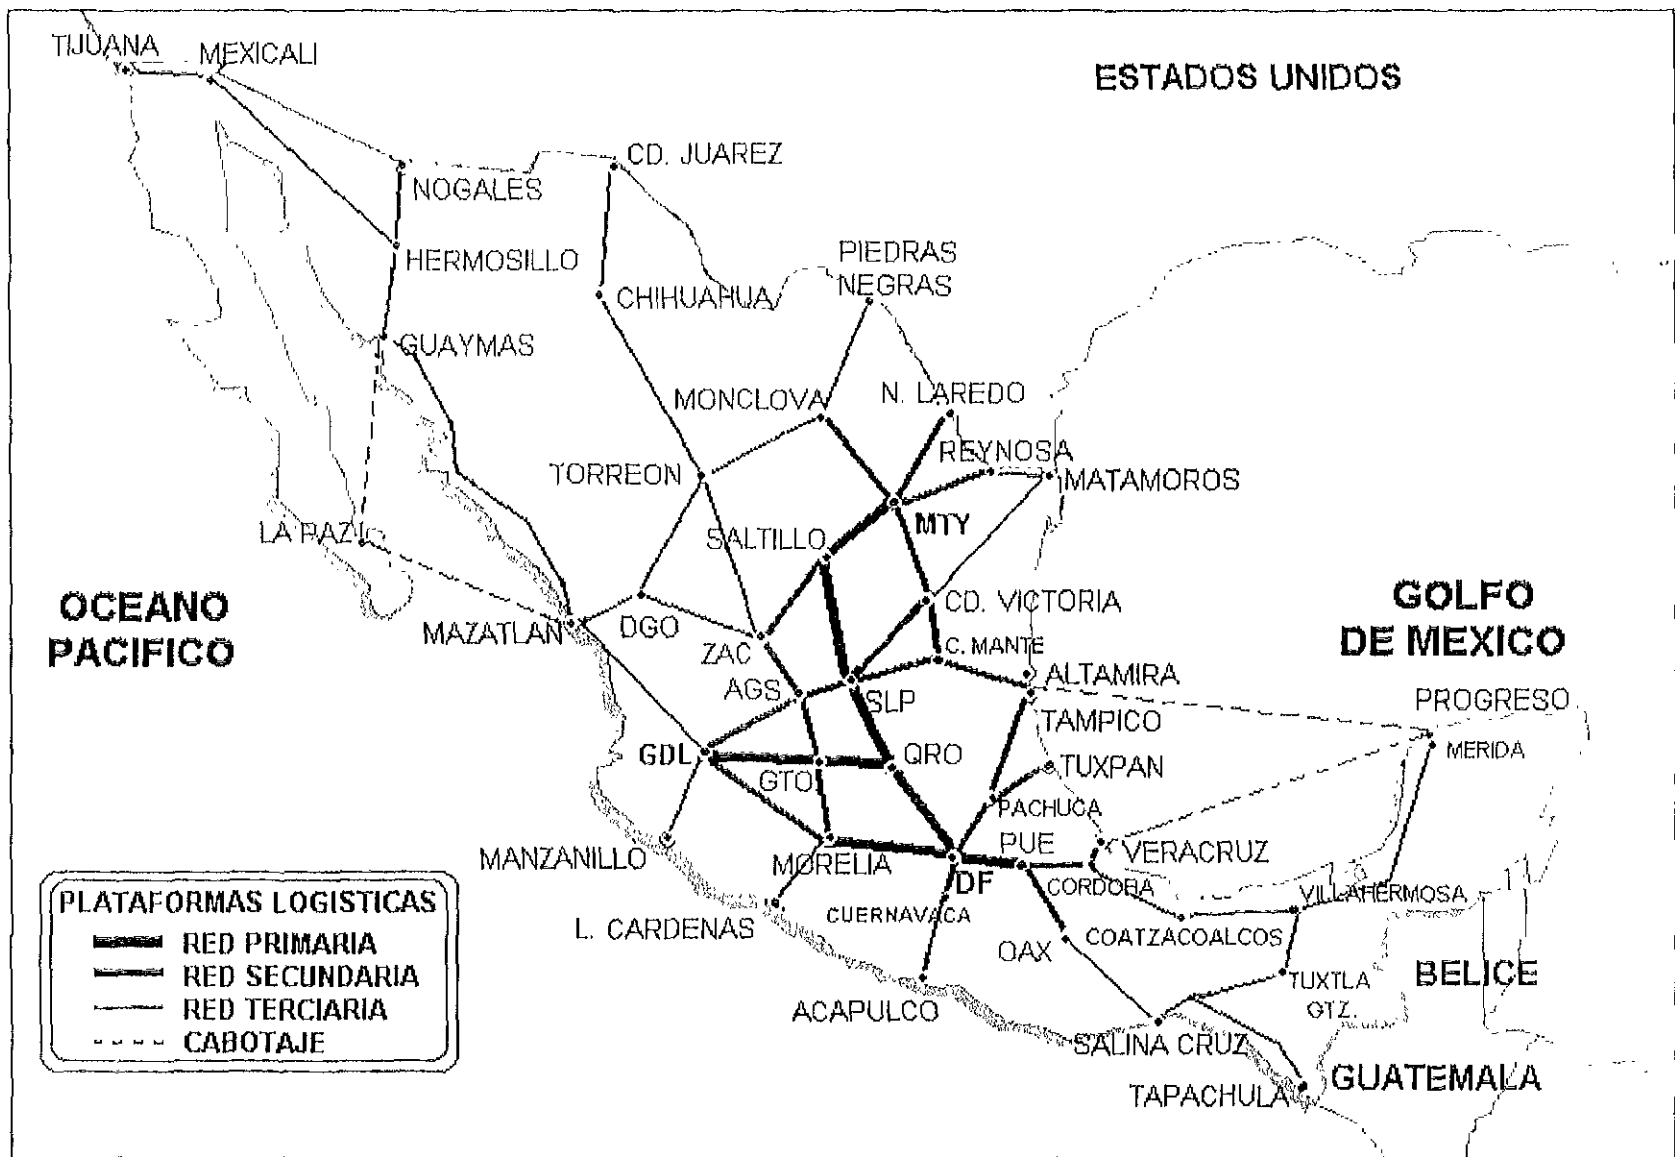 TIJUANA
MEXICALI
ESTADOS UNIDOS
CD. JUAREZ
NOGALES
HERMOSILLO
PIEDRAS
NEGRAS
CHIHUAHUA
GUAYMAS
MONCLOVA
N. LAREDO
REYNOSA
TORREON
MATAMOROS
MTY
LA PAZ
SALTILLO
OCEANO
PACIFICO
GOLFO
DE MEXICO
CD. VICTORIA
MAZATLAN
DGO
ZAC
C. MANTE
ALTAMIRA
AGS
SLP
TAMPICO
PROGRESO
MERIDA
GDL
GTO
QRO
TUXPAN
PACHUCA
MANZANILLO
MORELIA
DF
PUE
VERACRUZ
CORDOBA
VILLAHERMOSA
CUERNAVACA
L. CARDENAS
OAX
COATZACOALCOS
BELICE
TUXTLA
GTZ.
ACAPULCO
SALINA CRUZ
GUATEMALA
TAPACHULA
PLATAFORMAS LOGISTICAS
RED PRIMARIA
RED SECUNDARIA
RED TERCIARIA
CABOTAJE